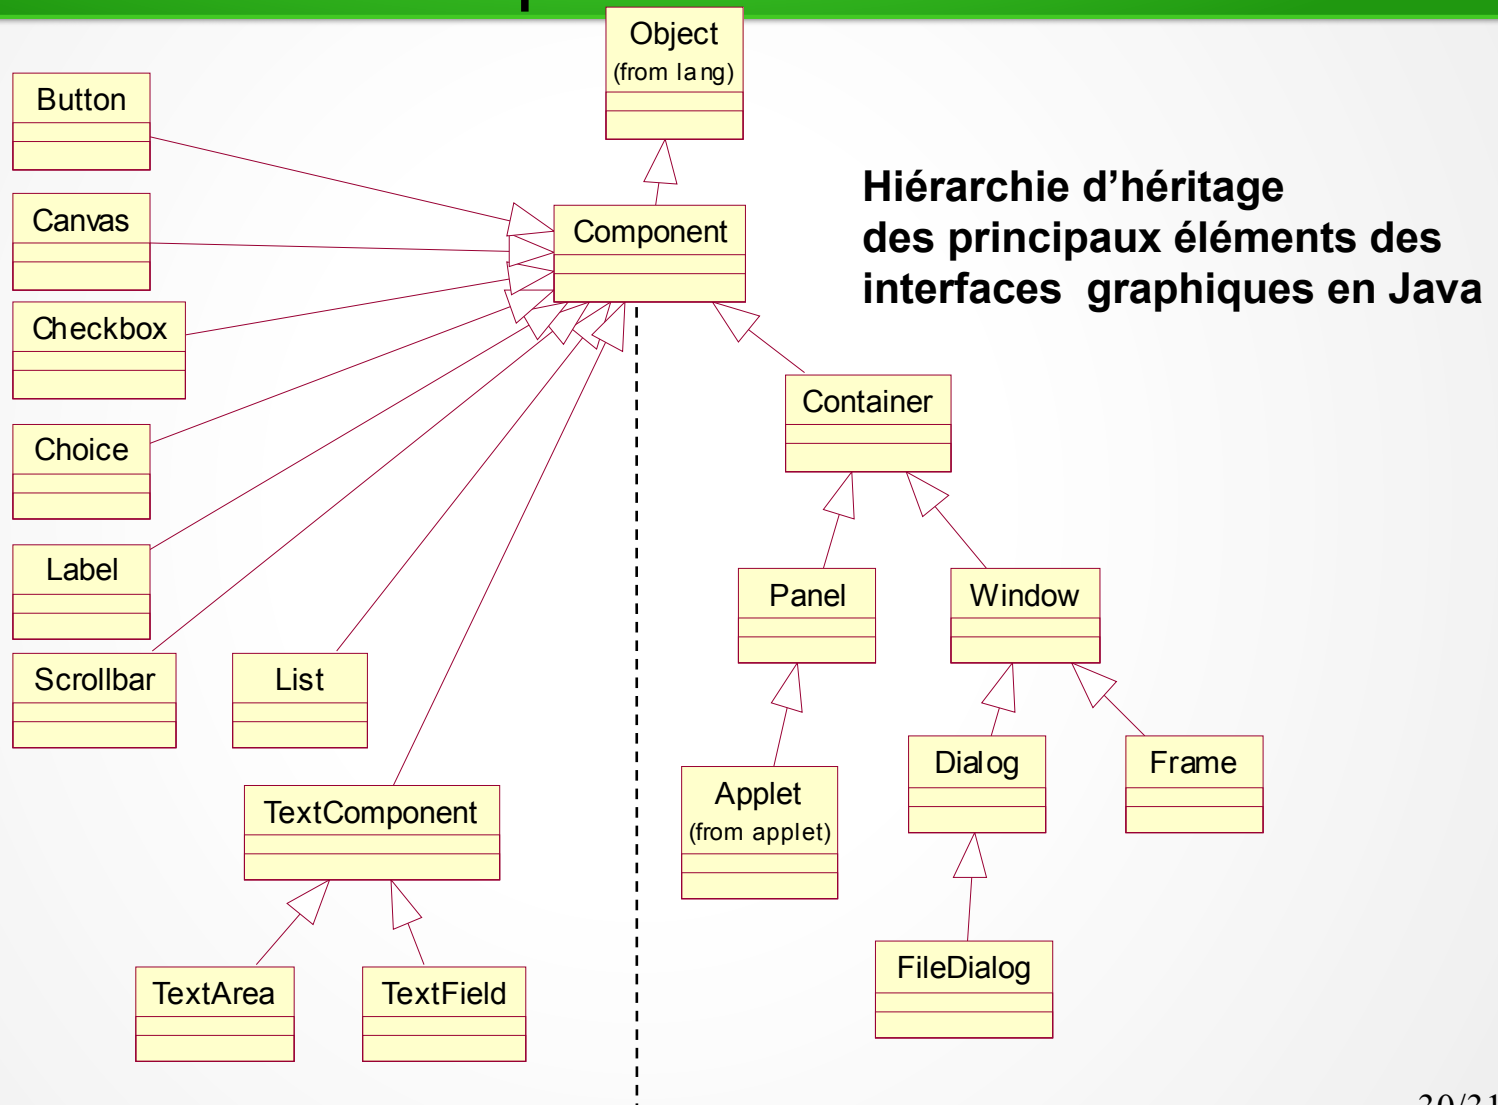 Object
(from lang)
Button
Canvas
Component
Hiérarchie d’héritage
des principaux éléments des
interfaces graphiques en Java
Checkbox
Container
Choice
Label
Panel
Window
Scrollbar
List
Dialog
Frame
TextComponent
Applet
(from applet)
TextArea
TextField
FileDialog